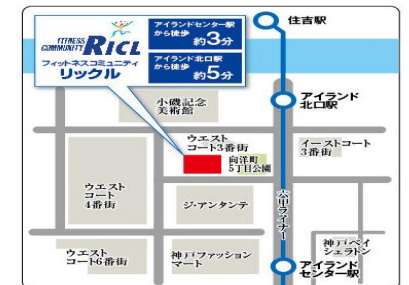 FITNESS
COMMUNITY RICL
フィットネスコミュニティ
リックル
アイランドセンター駅
から徒歩
約3分
アイランド北口駅
から徒歩
約5分
住吉駅
アイランド
北口駅
小磯記念
美術館
ウエスト
コート3番街
イーストコート
3番街
向洋町
5丁目公園
ウエスト
コート
4番街
ジ・アンタンテ
六甲ライナー
ウエスト
コート6番街
神戸ファッション
マート
神戸ベイ
シェラトン
アイランド
センター駅